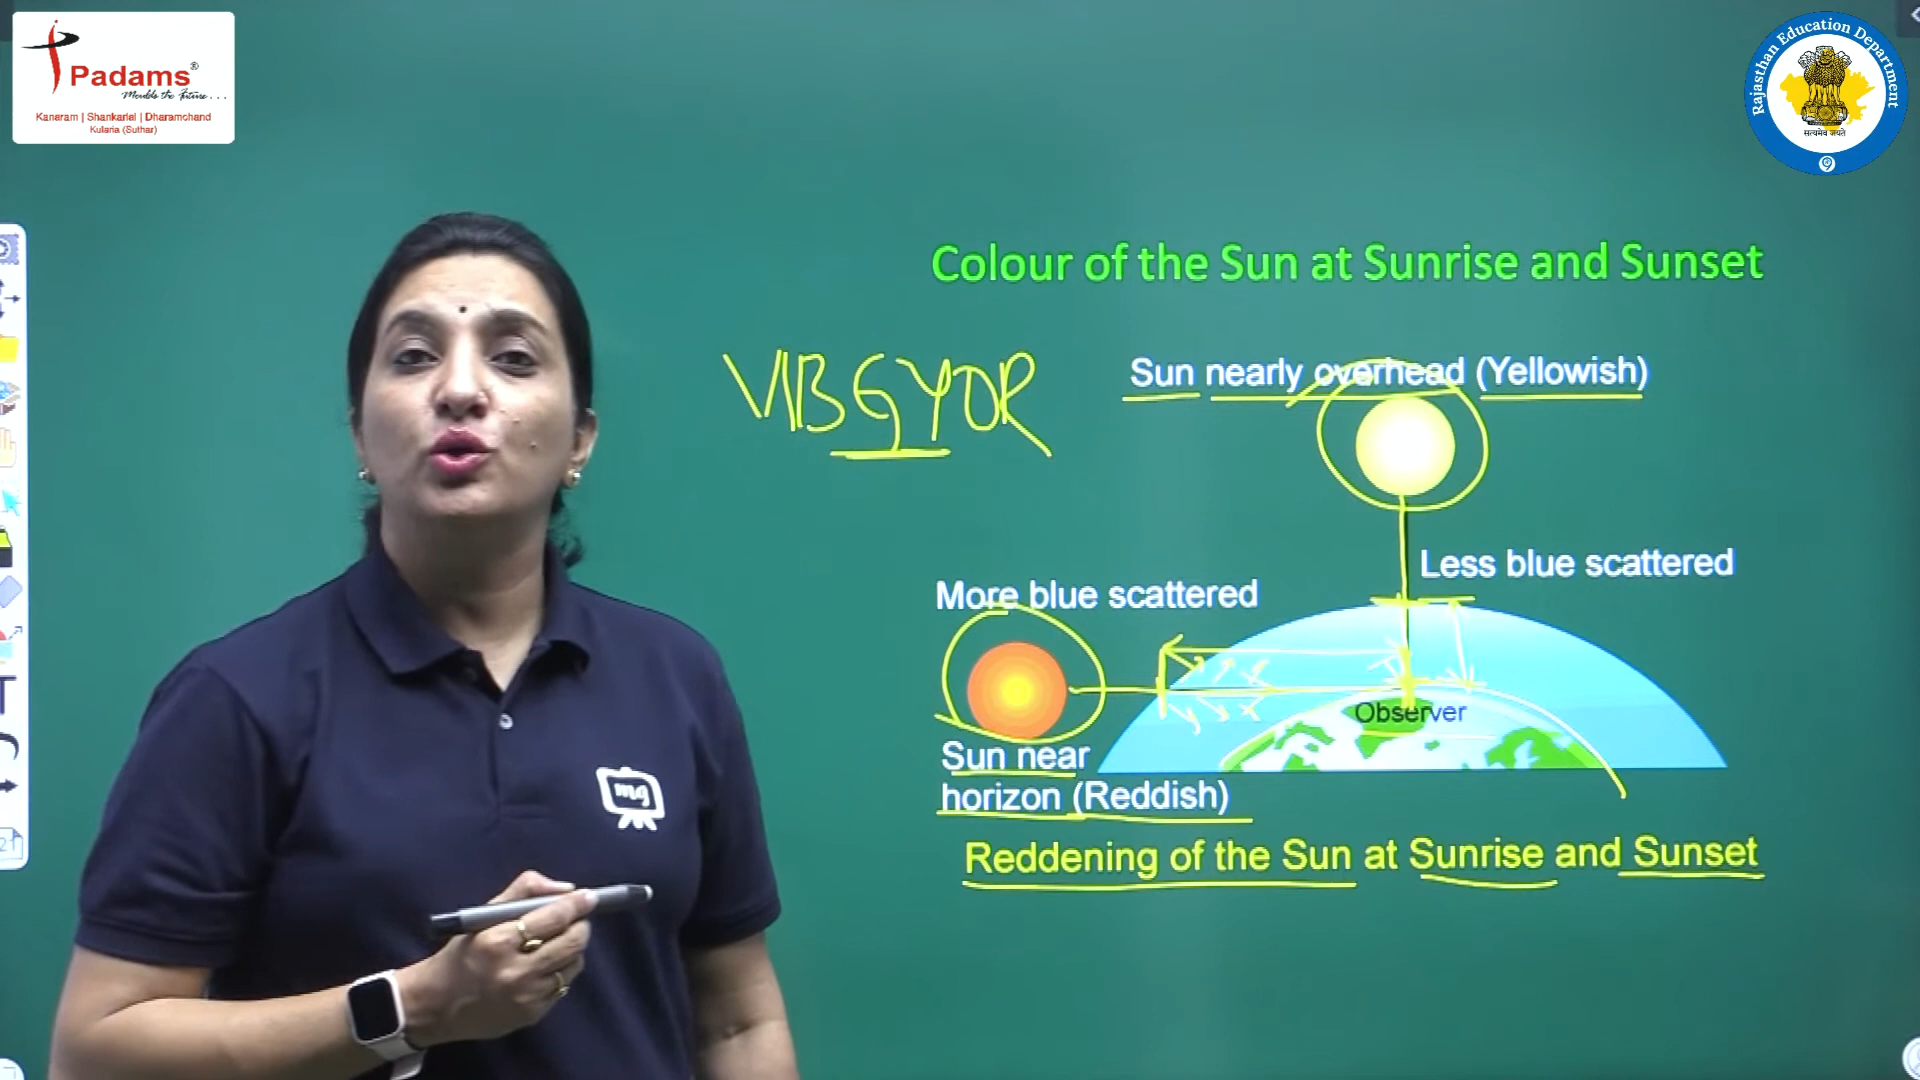 Padams®
Moulds the Future...
Kanaram | Shankarlal | Dharamchand
Kularia (Suthar)
Rajasthan Education Department
सत्यमेव जयते
Colour of the Sun at Sunrise and Sunset
VIBGYOR
Sun nearly overhead (Yellowish)
Less blue scattered
More blue scattered
Observer
Sun near
horizon (Reddish)
Reddening of the Sun at Sunrise and Sunset
mg